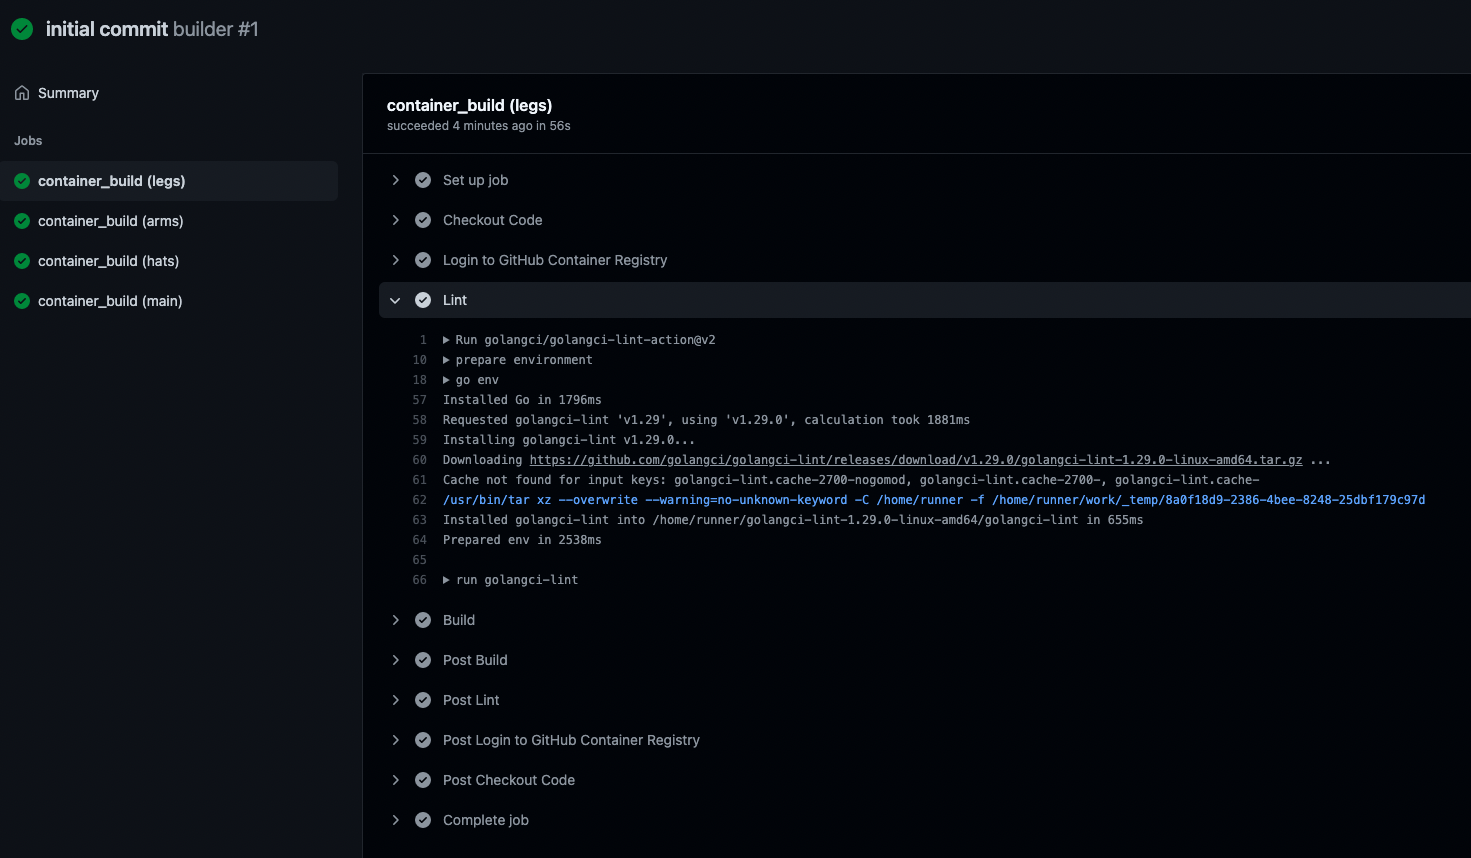 initial commit builder #1
Summary
Jobs
container_build (legs)
container_build (arms)
container_build (hats)
container_build (main)
container_build (legs)
succeeded 4 minutes ago in 56s
Set up job
Checkout Code
Login to GitHub Container Registry
Lint
1 Run golangci/golangci-lint-action@v2
10 prepare environment
18 go env
57 Installed Go in 1796ms
58 Requested golangci-lint 'v1.29', using 'v1.29.0', calculation took 1881ms
59 Installing golangci-lint v1.29.0...
60 Downloading https://github.com/golangci/golangci-lint/releases/download/v1.29.0/golangci-lint-1.29.0-linux-amd64.tar.gz ...
61 Cache not found for input keys: golangci-lint.cache-2700-nogomod, golangci-lint.cache-2700-, golangci-lint.cache-
62 /usr/bin/tar xz --overwrite --warning=no-unknown-keyword -C /home/runner -f /home/runner/work/_temp/8a0f18d9-2386-4bee-8248-25dbf179c97d
63 Installed golangci-lint into /home/runner/golangci-lint-1.29.0-linux-amd64/golangci-lint in 655ms
64 Prepared env in 2538ms
65
66 run golangci-lint
Build
Post Build
Post Lint
Post Login to GitHub Container Registry
Post Checkout Code
Complete job